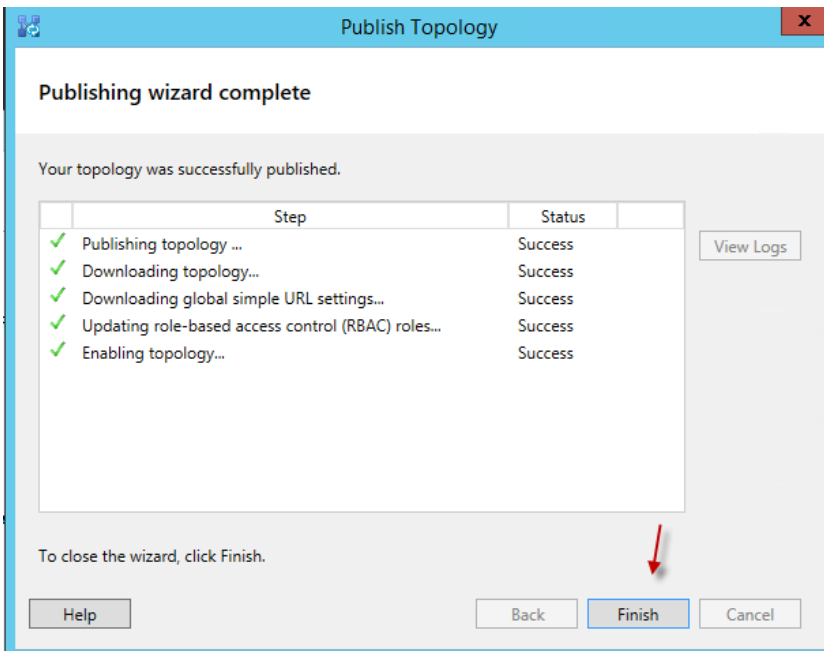 Publish Topology
x
Publishing wizard complete
Your topology was successfully published.
Step Status
Publishing topology ... Success
Downloading topology... Success
Downloading global simple URL settings... Success
Updating role-based access control (RBAC) roles... Success
Enabling topology... Success
View Logs
To close the wizard, click Finish.
Help Back Finish Cancel